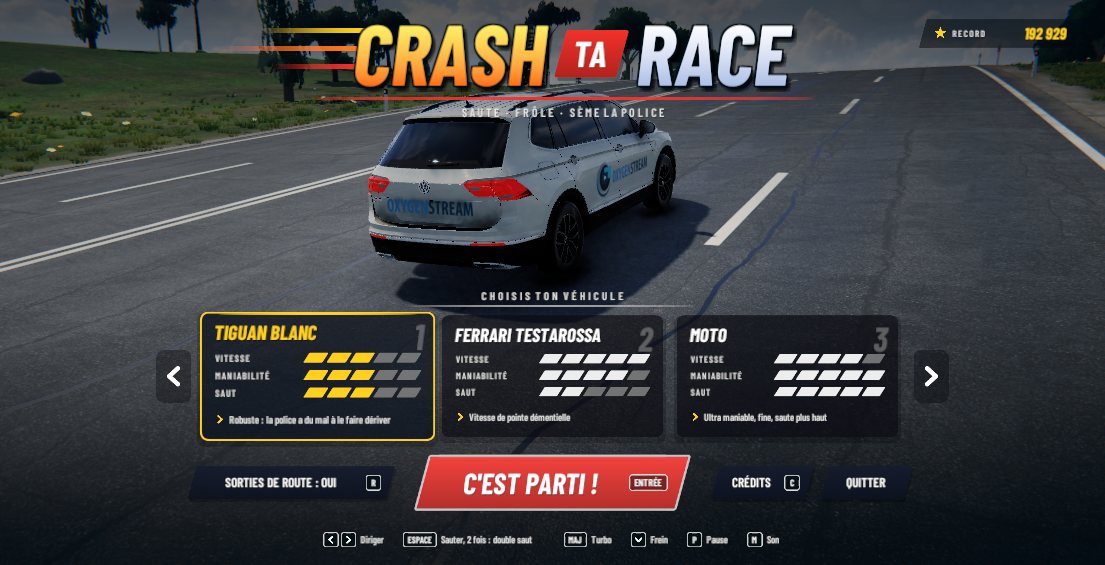 CRASH TA RACE
RECORD 192 929
SAUTE · FRÔLE · SÈME LA POLICE
OXYGENSTREAM
OXYGENSTREAM
CHOISIS TON VÉHICULE
TIGUAN BLANC 1
VITESSE
MANIABILITÉ
SAUT
> Robuste : la police a du mal à le faire dériver
FERRARI TESTAROSSA 2
VITESSE
MANIABILITÉ
SAUT
> Vitesse de pointe démentielle
MOTO 3
VITESSE
MANIABILITÉ
SAUT
> Ultra maniable, fine, saute plus haut
SORTIES DE ROUTE : OUI R
C'EST PARTI ! ENTRÉE
CRÉDITS C
QUITTER
< > Diriger ESPACE Sauter, 2 fois : double saut MAJ Turbo Frein P Pause M Son